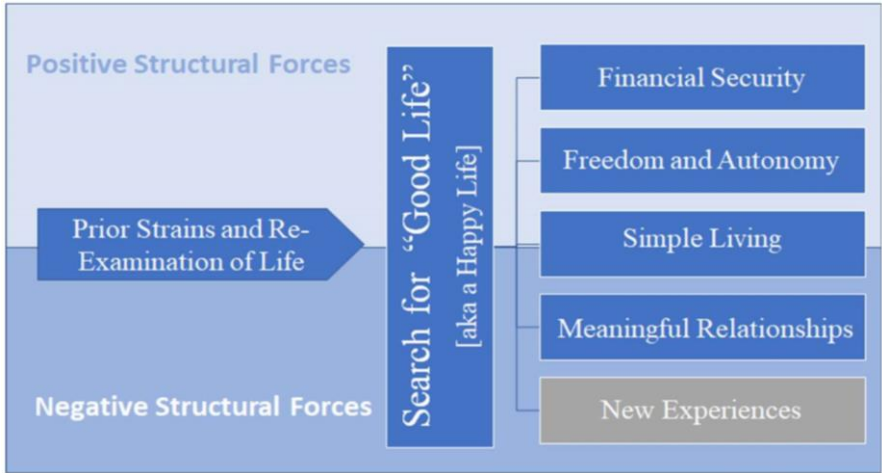 Positive Structural Forces
Prior Strains and Re-
Examination of Life
Negative Structural Forces
Search for “Good Life”
[aka a Happy Life]
Financial Security
Freedom and Autonomy
Simple Living
Meaningful Relationships
New Experiences